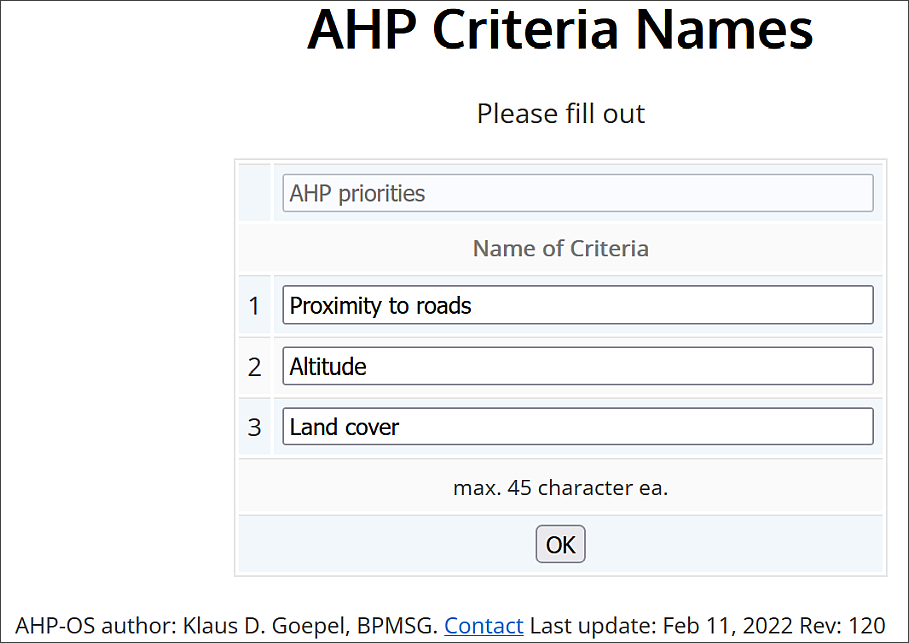 AHP Criteria Names
Please fill out
AHP priorities
Name of Criteria
1 Proximity to roads
2 Altitude
3 Land cover
max. 45 character ea.
OK
AHP-OS author: Klaus D. Goepel, BPMSG. Contact Last update: Feb 11, 2022 Rev: 120